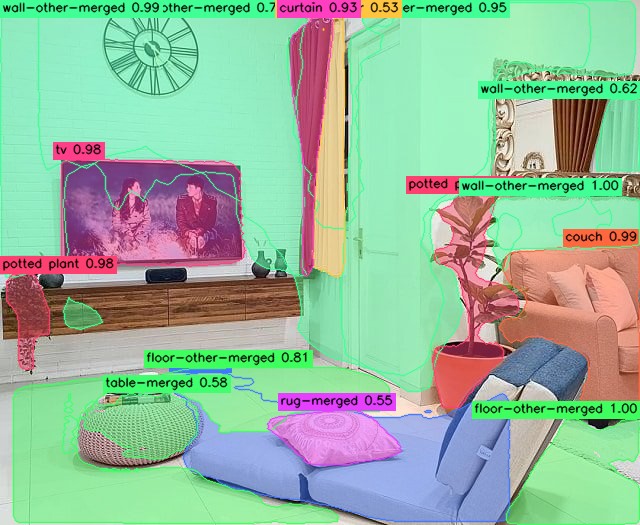 wall-other-merged 0.99
other-merged 0.7
curtain 0.93
0.53
er-merged 0.95
wall-other-merged 0.62
tv 0.98
potted
wall-other-merged 1.00
couch 0.99
potted plant 0.98
floor-other-merged 0.81
table-merged 0.58
rug-merged 0.55
floor-other-merged 1.00